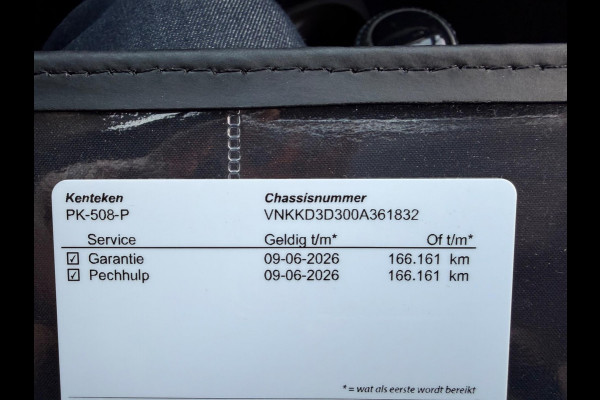 Kenteken Chassisnummer
PK-508-P VNKKD3D300A361832
Service Geldig t/m* Of t/m*
☑ Garantie 09-06-2026 166.161 km
☑ Pechhulp 09-06-2026 166.161 km
* = wat als eerste wordt bereikt